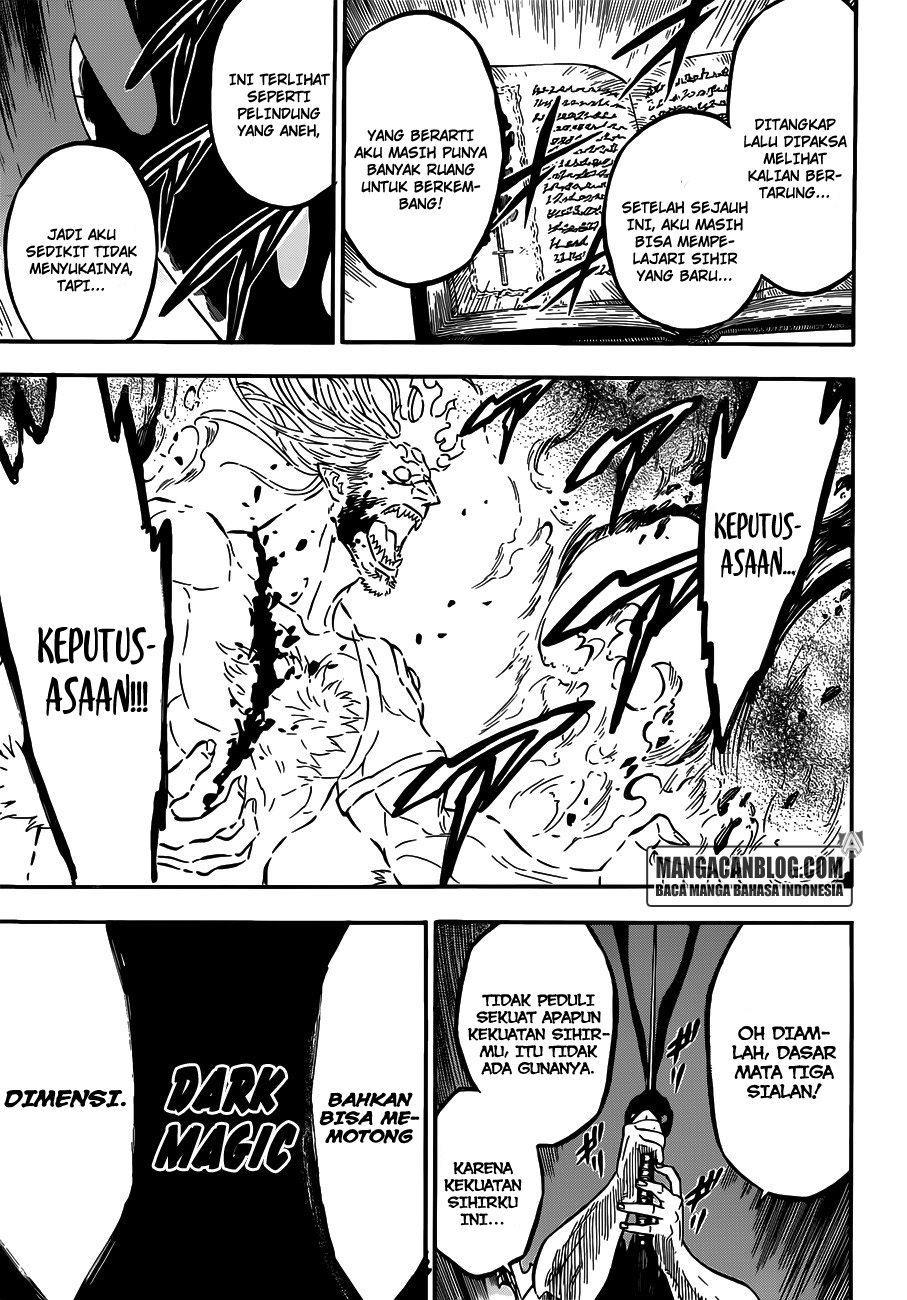 DITANGKAP
LALU DIPAKSA
MELIHAT
KALIAN BER-
TARUNG...
SETELAH SEJAUH
INI, AKU MASIH
BISA MEMPE-
LAJARI SIHIR
YANG BARU...
YANG BERARTI
AKU MASIH PUNYA
BANYAK RUANG
UNTUK BERKEM-
BANG!
INI TERLIHAT
SEPERTI
PELINDUNG
YANG ANEH,
JADI AKU
SEDIKIT TIDAK
MENYUKAINYA,
TAPI...
KEPUTUS-
ASAAN...
KEPUTUS-
ASAAN!!!
MANGACANBLOG.COM
BACA MANGA BAHASA INDONESIA
OH DIAM-
LAH, DASAR
MATA TIGA
SIALAN!
TIDAK PEDULI
SEKUAT APAPUN
KEKUATAN SIHIR-
MU, ITU TIDAK
ADA GUNANYA.
KARENA
KEKUATAN
SIHIRKU
INI...
BAHKAN
BISA ME-
MOTONG
DARK
MAGIC
DIMENSI.